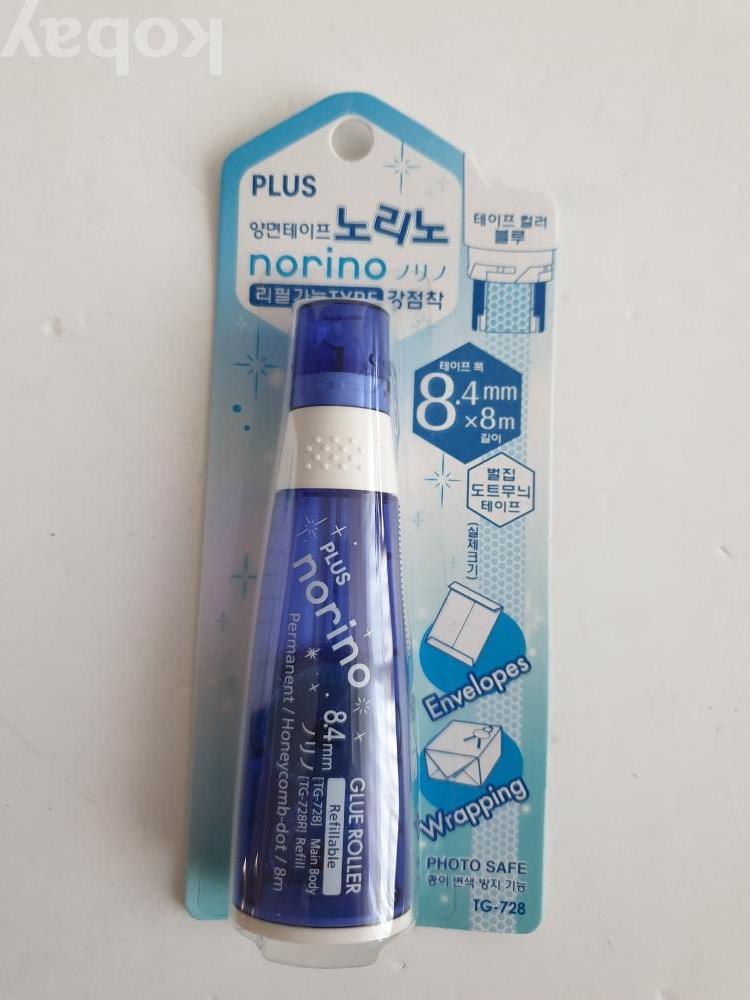 kobay
PLUS
양면테이프 노리노
norino ノリノ
리필가능TYPE 강점착
테이프 컬러
블루
테이프 폭
8.4mm
×8m
길이
벌집
도트무늬
테이프
(실제크기)
PLUS
norino
ノリノ
8.4mm
GLUE ROLLER
Refillable
[TG-728] Main Body
[TG-728R] Refill
Permanent / Honeycomb-dot / 8m
Envelopes
Wrapping
PHOTO SAFE
종이 변색 방지 기능
TG-728